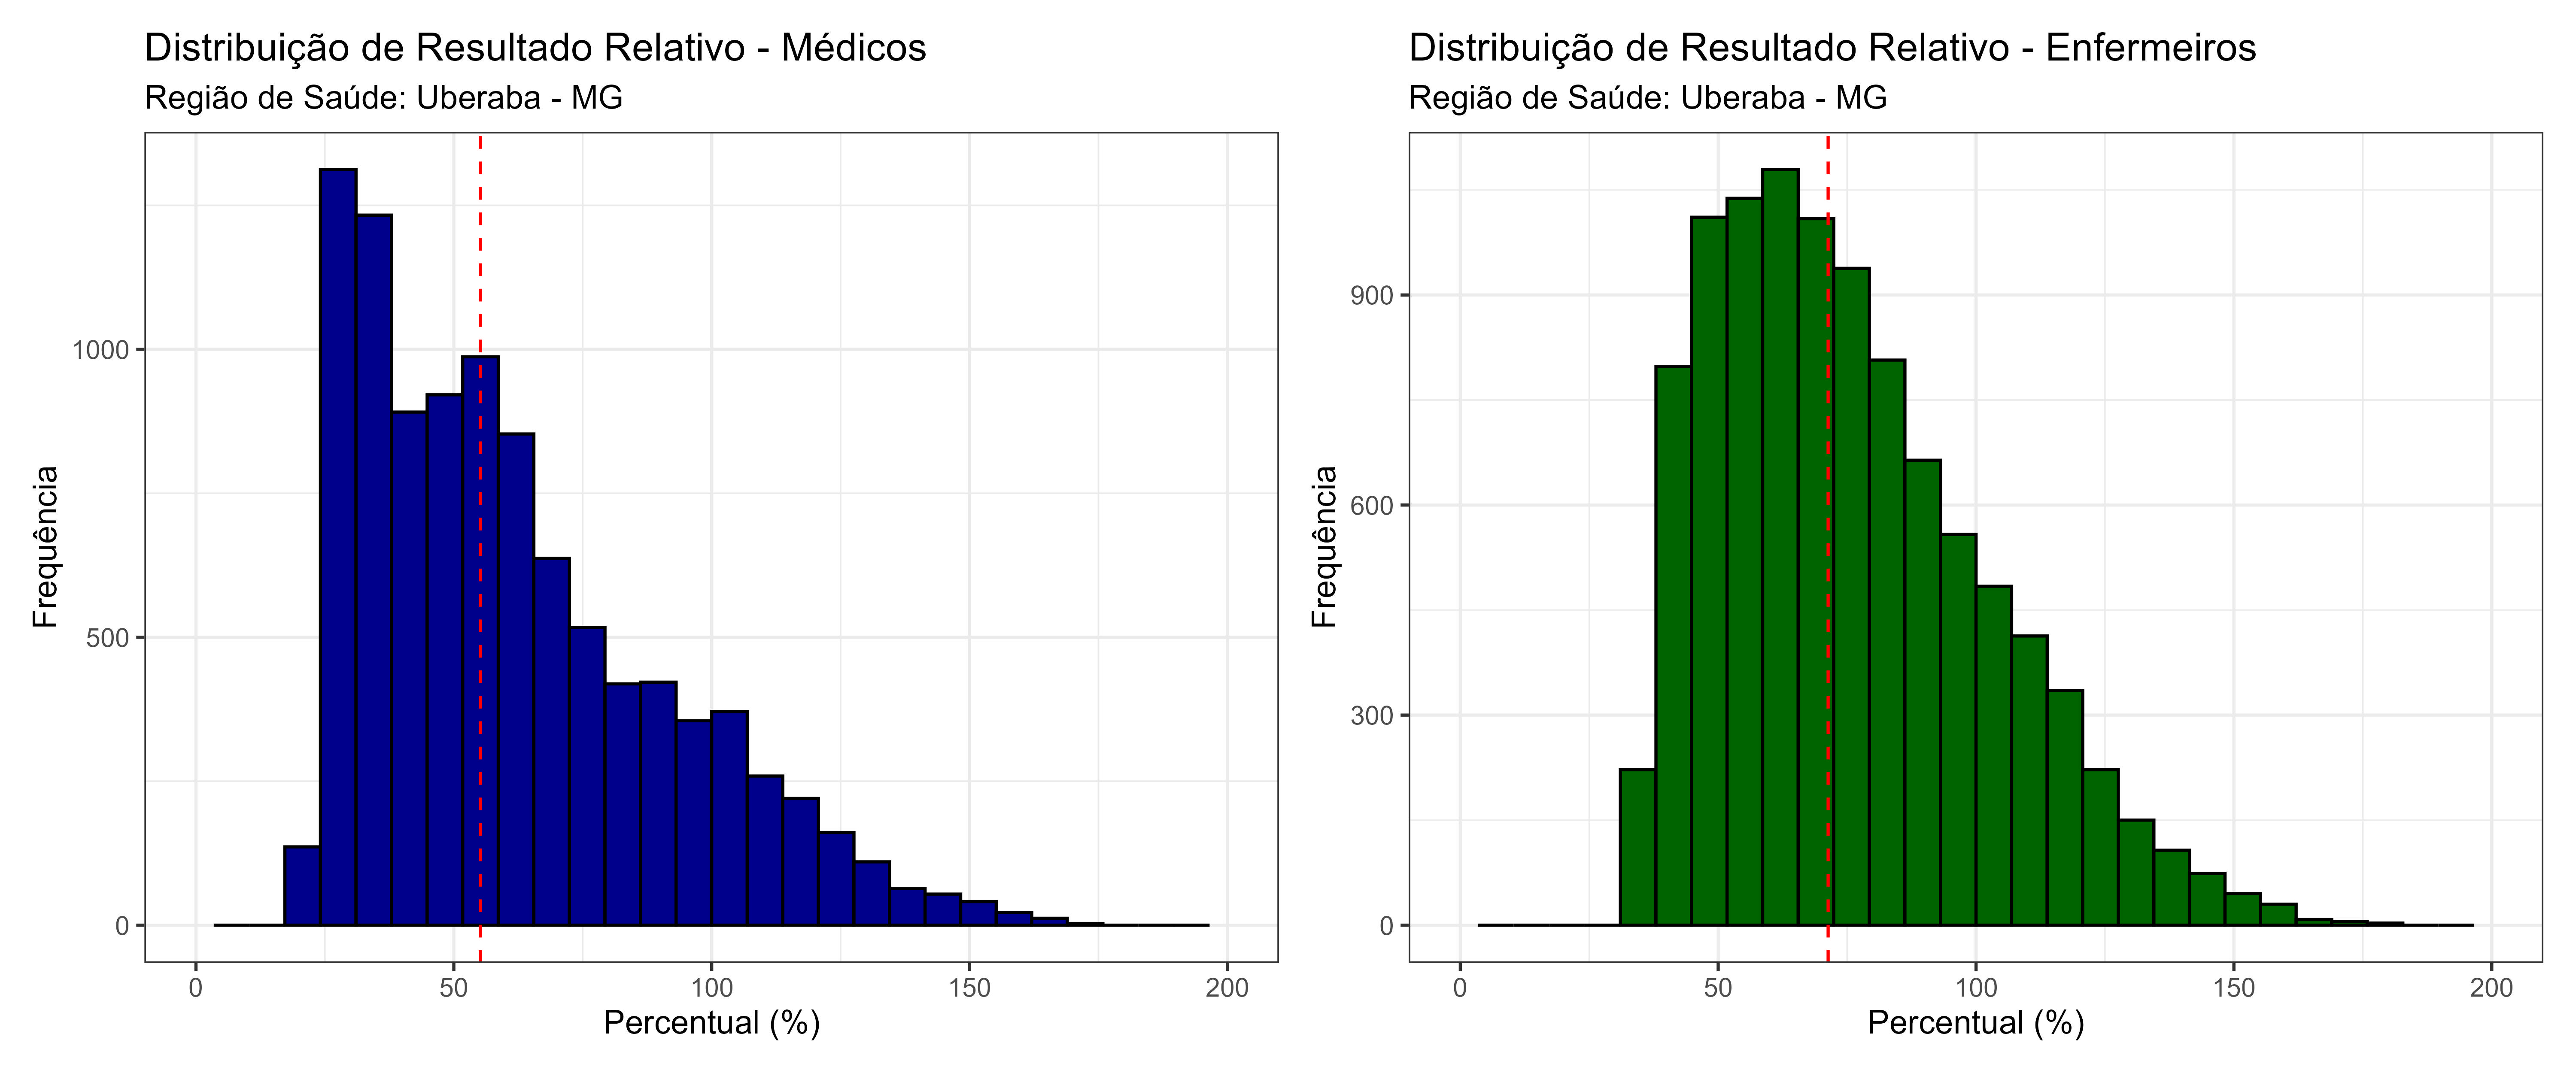 Distribuição de Resultado Relativo - Médicos
Região de Saúde: Uberaba - MG
Frequência
1000
500
0
0 50 100 150 200
Percentual (%)
Distribuição de Resultado Relativo - Enfermeiros
Região de Saúde: Uberaba - MG
Frequência
900
600
300
0
0 50 100 150 200
Percentual (%)